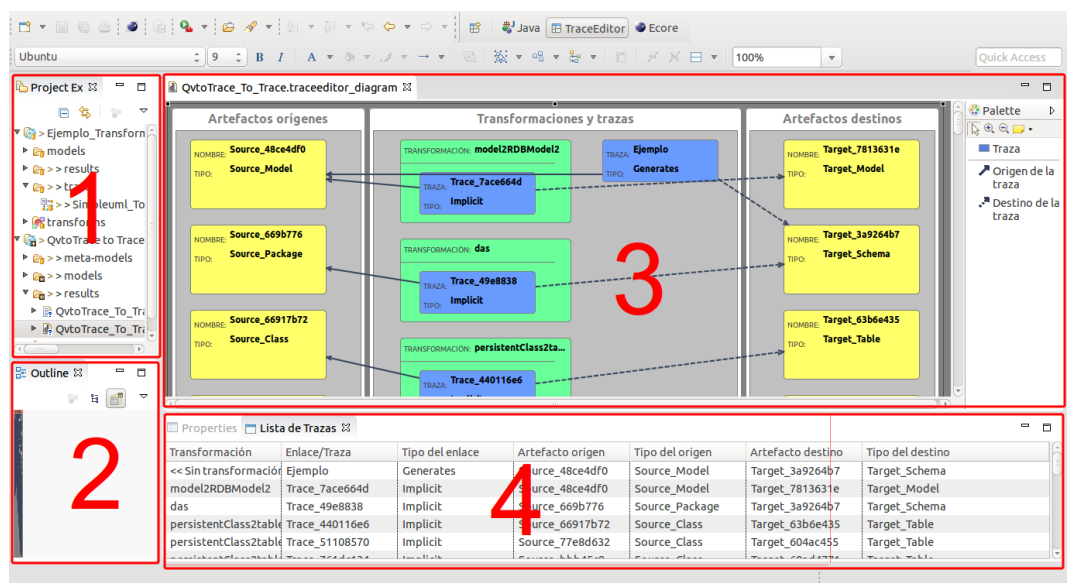 Java
TraceEditor
Ecore
Ubuntu
9
B I A
100%
Quick Access
Project Ex
> Ejemplo_Transforn
models
> > results
> > tra
> > Simpleuml_To
transforms
> QvtoTrace to Trace
> > meta-models
> > models
> > results
QvtoTrace_To_Tra
QvtoTrace_To_Tra
1
Outline
2
QvtoTrace_To_Trace.traceeditor_diagram
Artefactos orígenes
NOMBRE: Source_48ce4df0
TIPO: Source_Model
NOMBRE: Source_669b776
TIPO: Source_Package
NOMBRE: Source_66917b72
TIPO: Source_Class
Transformaciones y trazas
TRANSFORMACIÓN: model2RDBModel2
TRAZA: Trace_7ace664d
TIPO: Implicit
TRAZA: Ejemplo
TIPO: Generates
TRANSFORMACIÓN: das
TRAZA: Trace_49e8838
TIPO: Implicit
TRANSFORMACIÓN: persistentClass2ta...
TRAZA: Trace_440116e6
3
Artefactos destinos
NOMBRE: Target_7813631e
TIPO: Target_Model
NOMBRE: Target_3a9264b7
TIPO: Target_Schema
NOMBRE: Target_63b6e435
TIPO: Target_Table
Palette
Traza
Origen de la
traza
Destino de la
traza
Properties Lista de Trazas
Transformación Enlace/Traza Tipo del enlace Artefacto origen Tipo del origen Artefacto destino Tipo del destino
<< Sin transformación Ejemplo Generates Source_48ce4df0 Source_Model Target_3a9264b7 Target_Schema
model2RDBModel2 Trace_7ace664d Implicit Source_48ce4df0 Source_Model Target_7813631e Target_Model
das Trace_49e8838 Implicit Source_669b776 Source_Package Target_3a9264b7 Target_Schema
persistentClass2table Trace_440116e6 Implicit Source_66917b72 Source_Class Target_63b6e435 Target_Table
persistentClass2table Trace_51108570 Implicit Source_77e8d632 Source_Class Target_604ac455 Target_Table
4